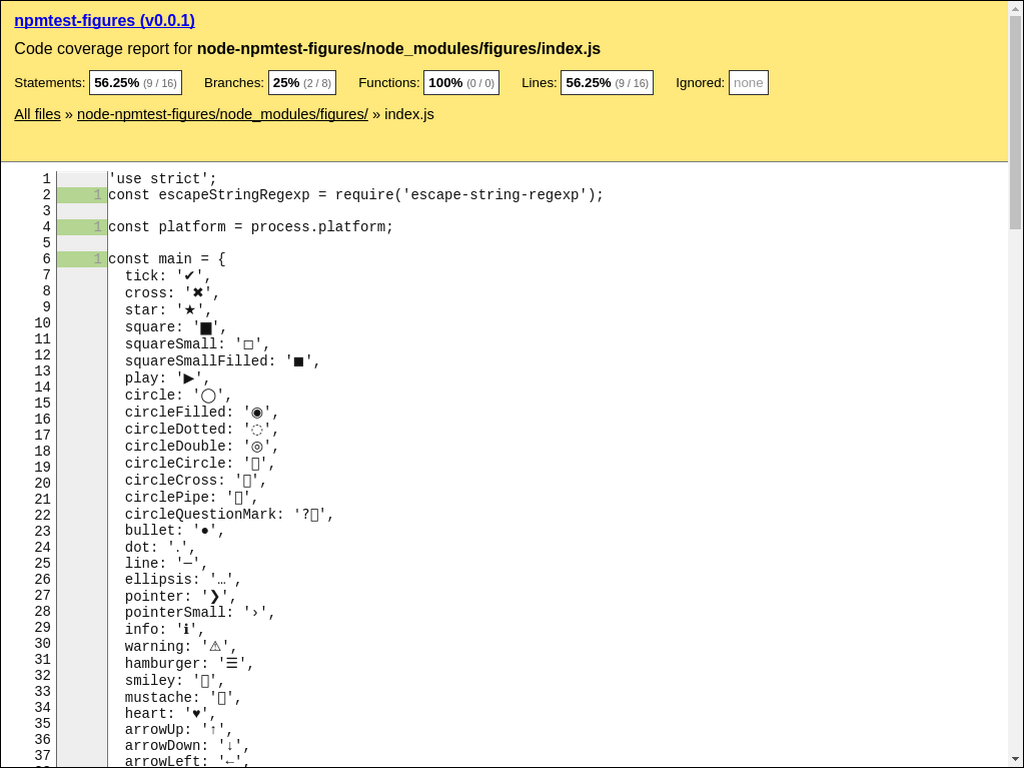 npmtest-figures (v0.0.1)
Code coverage report for node-npmtest-figures/node_modules/figures/index.js
Statements: 56.25% (9 / 16) Branches: 25% (2 / 8) Functions: 100% (0 / 0) Lines: 56.25% (9 / 16) Ignored: none
All files » node-npmtest-figures/node_modules/figures/ » index.js
1 'use strict';
2 1 const escapeStringRegexp = require('escape-string-regexp');
3
4 1 const platform = process.platform;
5
6 1 const main = {
7 tick: '✔',
8 cross: '✖',
9 star: '★',
10 square: '▇',
11 squareSmall: '◻',
12 squareSmallFilled: '◼',
13 play: '▶',
14 circle: '◯',
15 circleFilled: '◉',
16 circleDotted: '◌',
17 circleDouble: '◎',
18 circleCircle: '',
19 circleCross: '',
20 circlePipe: '',
21 circleQuestionMark: '?',
22 bullet: '●',
23 dot: '․',
24 line: '─',
25 ellipsis: '…',
26 pointer: '❯',
27 pointerSmall: '›',
28 info: 'ℹ',
29 warning: '⚠',
30 hamburger: '☰',
31 smiley: '',
32 mustache: '',
33 heart: '♥',
34 arrowUp: '↑',
35 arrowDown: '↓',
36 arrowLeft: '←',
37